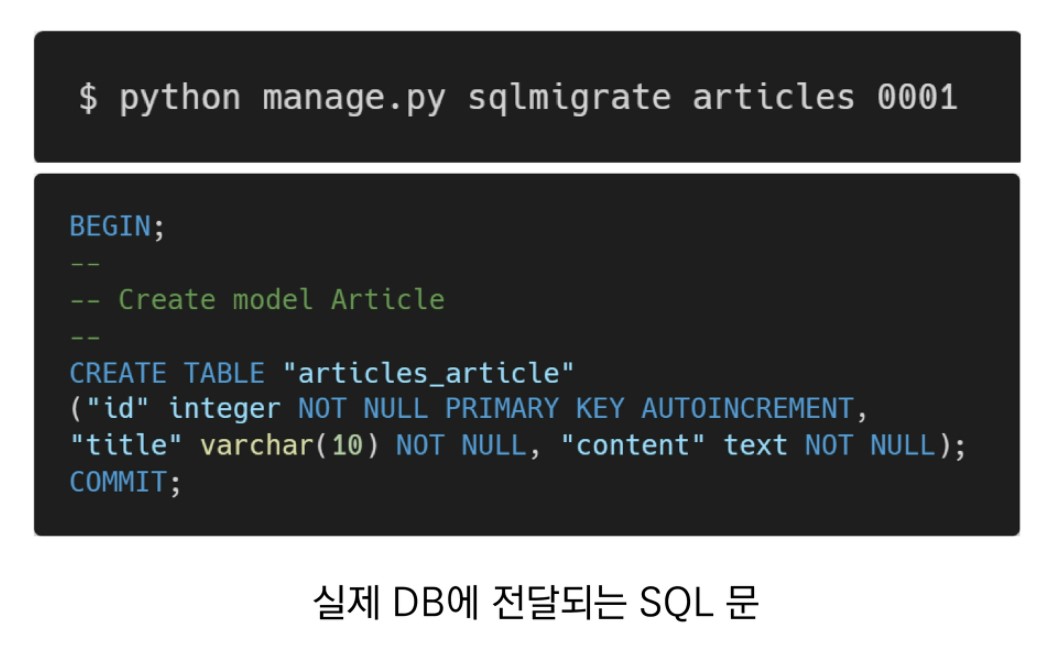 $ python manage.py sqlmigrate articles 0001
BEGIN;
--
-- Create model Article
--
CREATE TABLE "articles_article"
("id" integer NOT NULL PRIMARY KEY AUTOINCREMENT,
"title" varchar(10) NOT NULL, "content" text NOT NULL);
COMMIT;
실제 DB에 전달되는 SQL 문